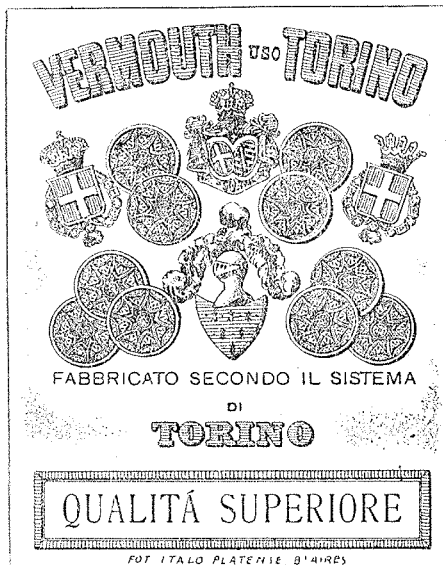 VERMOUTH USO TORINO
FABBRICATO SECONDO IL SISTEMA
DI
TORINO
QUALITÁ SUPERIORE
FOT ITALO PLATENSE B'AIRES